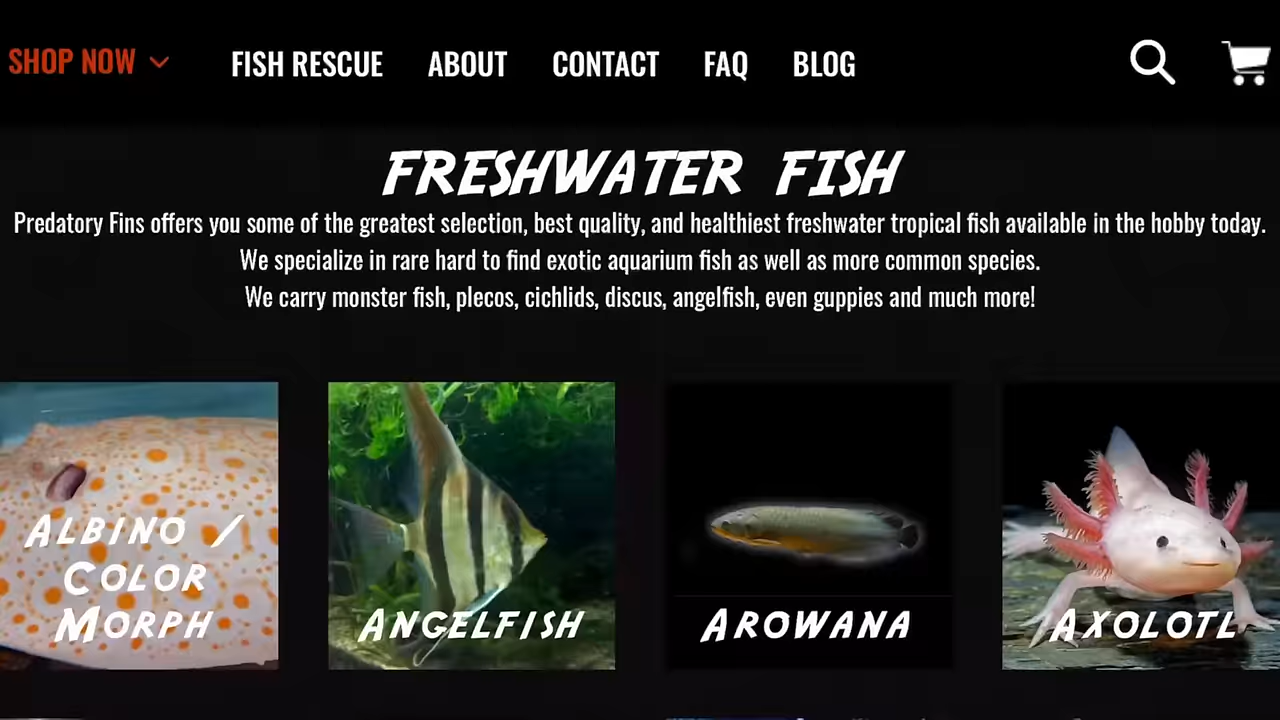 SHOP NOW FISH RESCUE ABOUT CONTACT FAQ BLOG
FRESHWATER FISH
Predatory Fins offers you some of the greatest selection, best quality, and healthiest freshwater tropical fish available in the hobby today.
We specialize in rare hard to find exotic aquarium fish as well as more common species.
We carry monster fish, plecos, cichlids, discus, angelfish, even guppies and much more!
ALBINO /
COLOR
MORPH
ANGELFISH
AROWANA
AXOLOTL